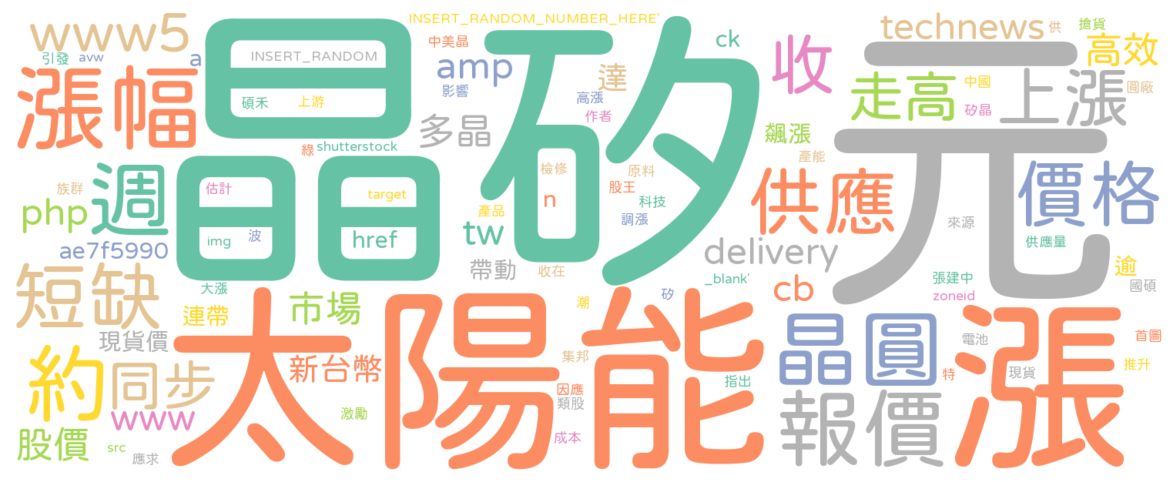 INSERT_RANDOM_NUMBER_HERE'
www5
晶矽
元
technews
供
搶貨
引發
avw
a
INSERT_RANDOM
中美晶
ck
收
高效
amp
影響
達
漲幅
碩禾
上游
高漲
作者
走高
中國
矽晶
上漲
圓廠
多晶
飆漲
綠
shutterstock
產能
族群
週
估計
target
檢修
原料
股王
科技
供應
價格
php
img
波
href
n
產品
調漲
tw
來源
ae7f5990
帶動
收在
delivery
供應量
短缺
大漲
_blank'
cb
張建中
zoneid
逾
國碩
連帶
市場
太陽能
潮
矽
晶圓
漲
首圖
現貨價
電池
約
同步
新台幣
集邦
指出
現貨
特
推升
因應
類股
www
激勵
報價
股價
src
應求
成本